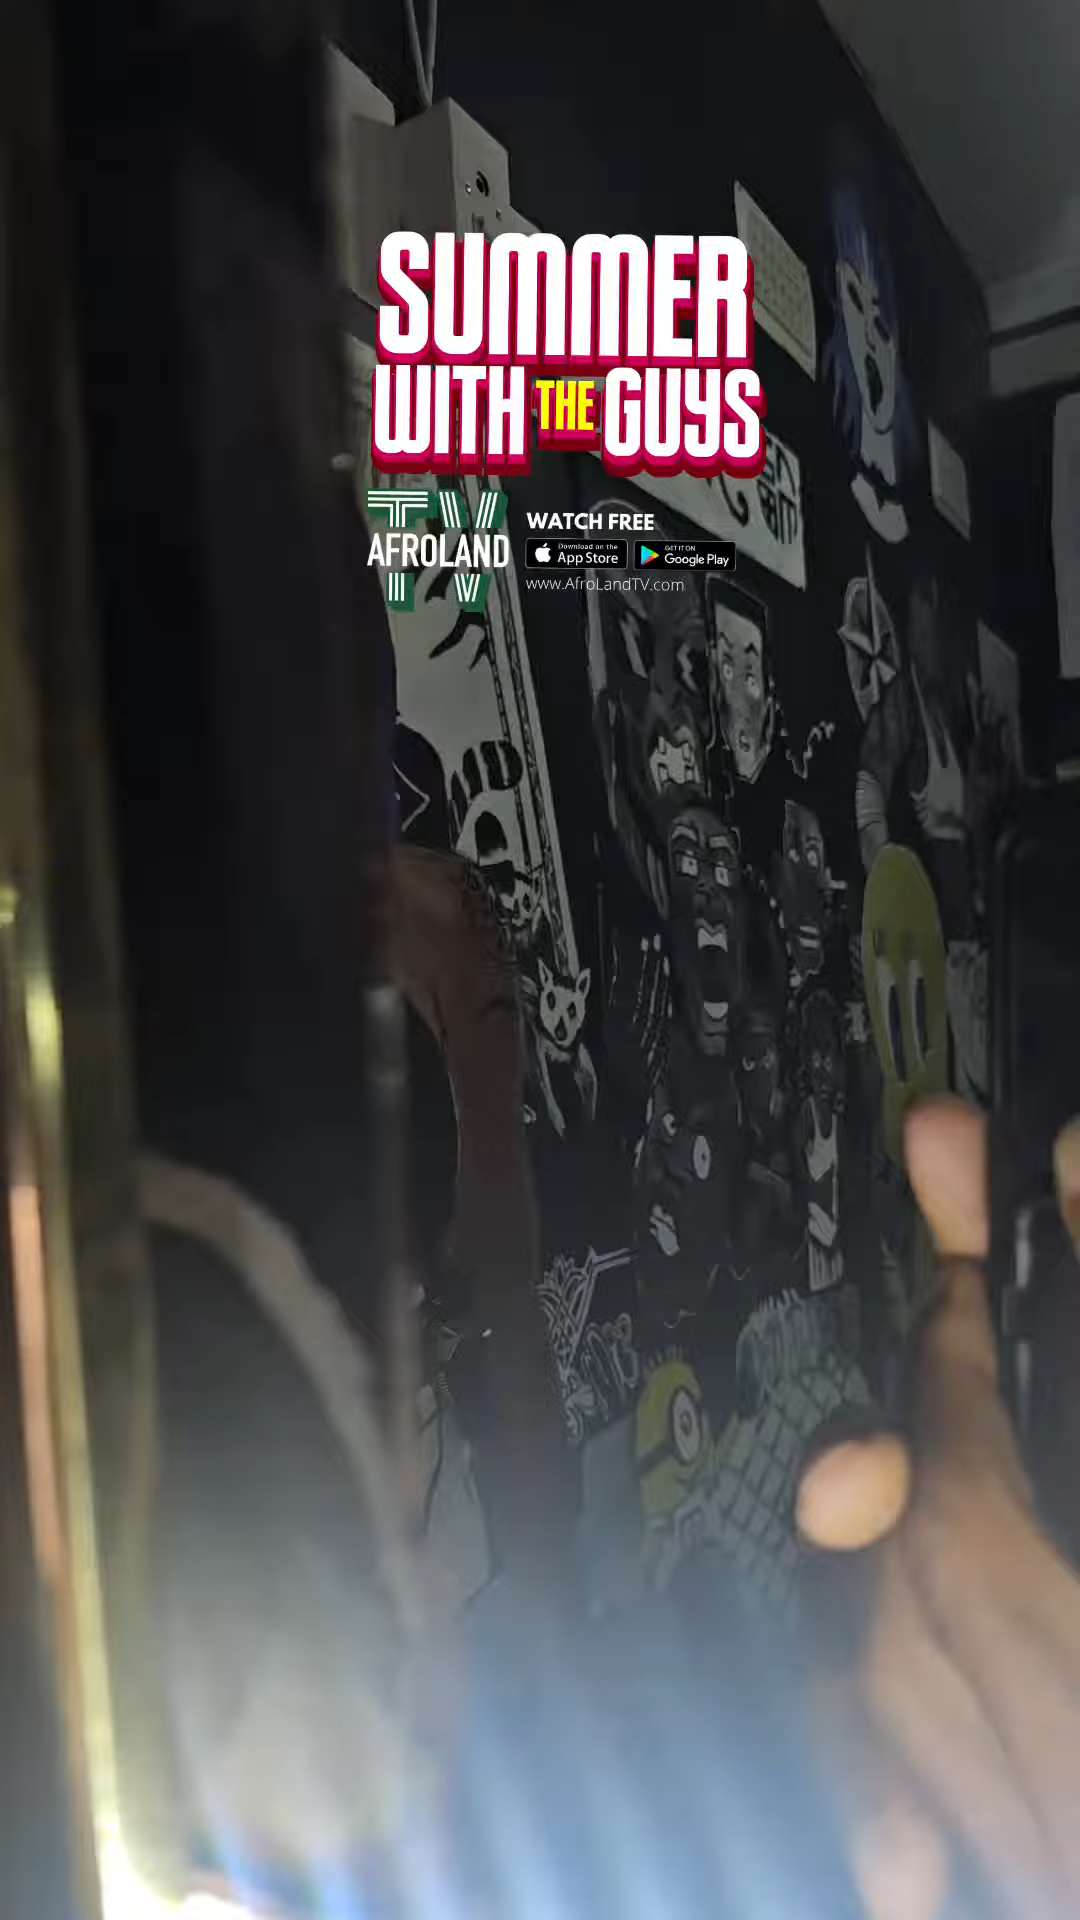 SUMMER
WITH THE GUYS
TV
AFROLAND
WATCH FREE
Download on the
App Store
GET IT ON
Google Play
www.AfroLandTV.com